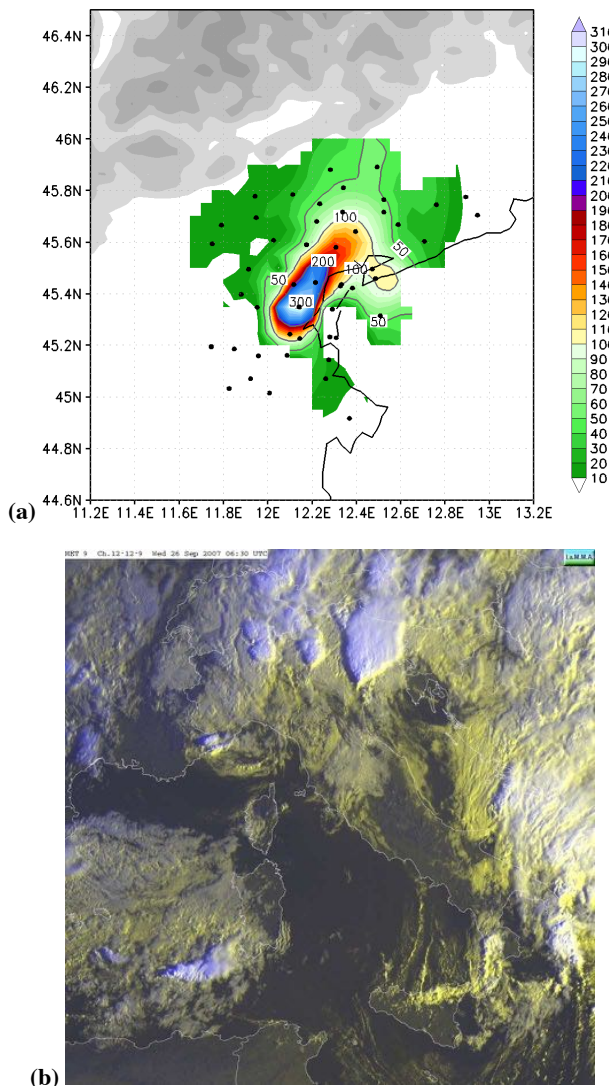 46.4N
46.2N
46N
45.8N
45.6N
45.4N
45.2N
45N
44.8N
44.6N
11.2E 11.4E 11.6E 11.8E 12E 12.2E 12.4E 12.6E 12.8E 13E 13.2E
100
50
200
100
50
300
50
310
300
290
280
270
260
250
240
230
220
210
200
190
180
170
160
150
140
130
120
110
100
90
80
70
60
50
40
30
20
10
(a)
MET 9 Ch.12-12-9 Wed 26 Sep 2007 06:30 UTC
LaMMA
(b)